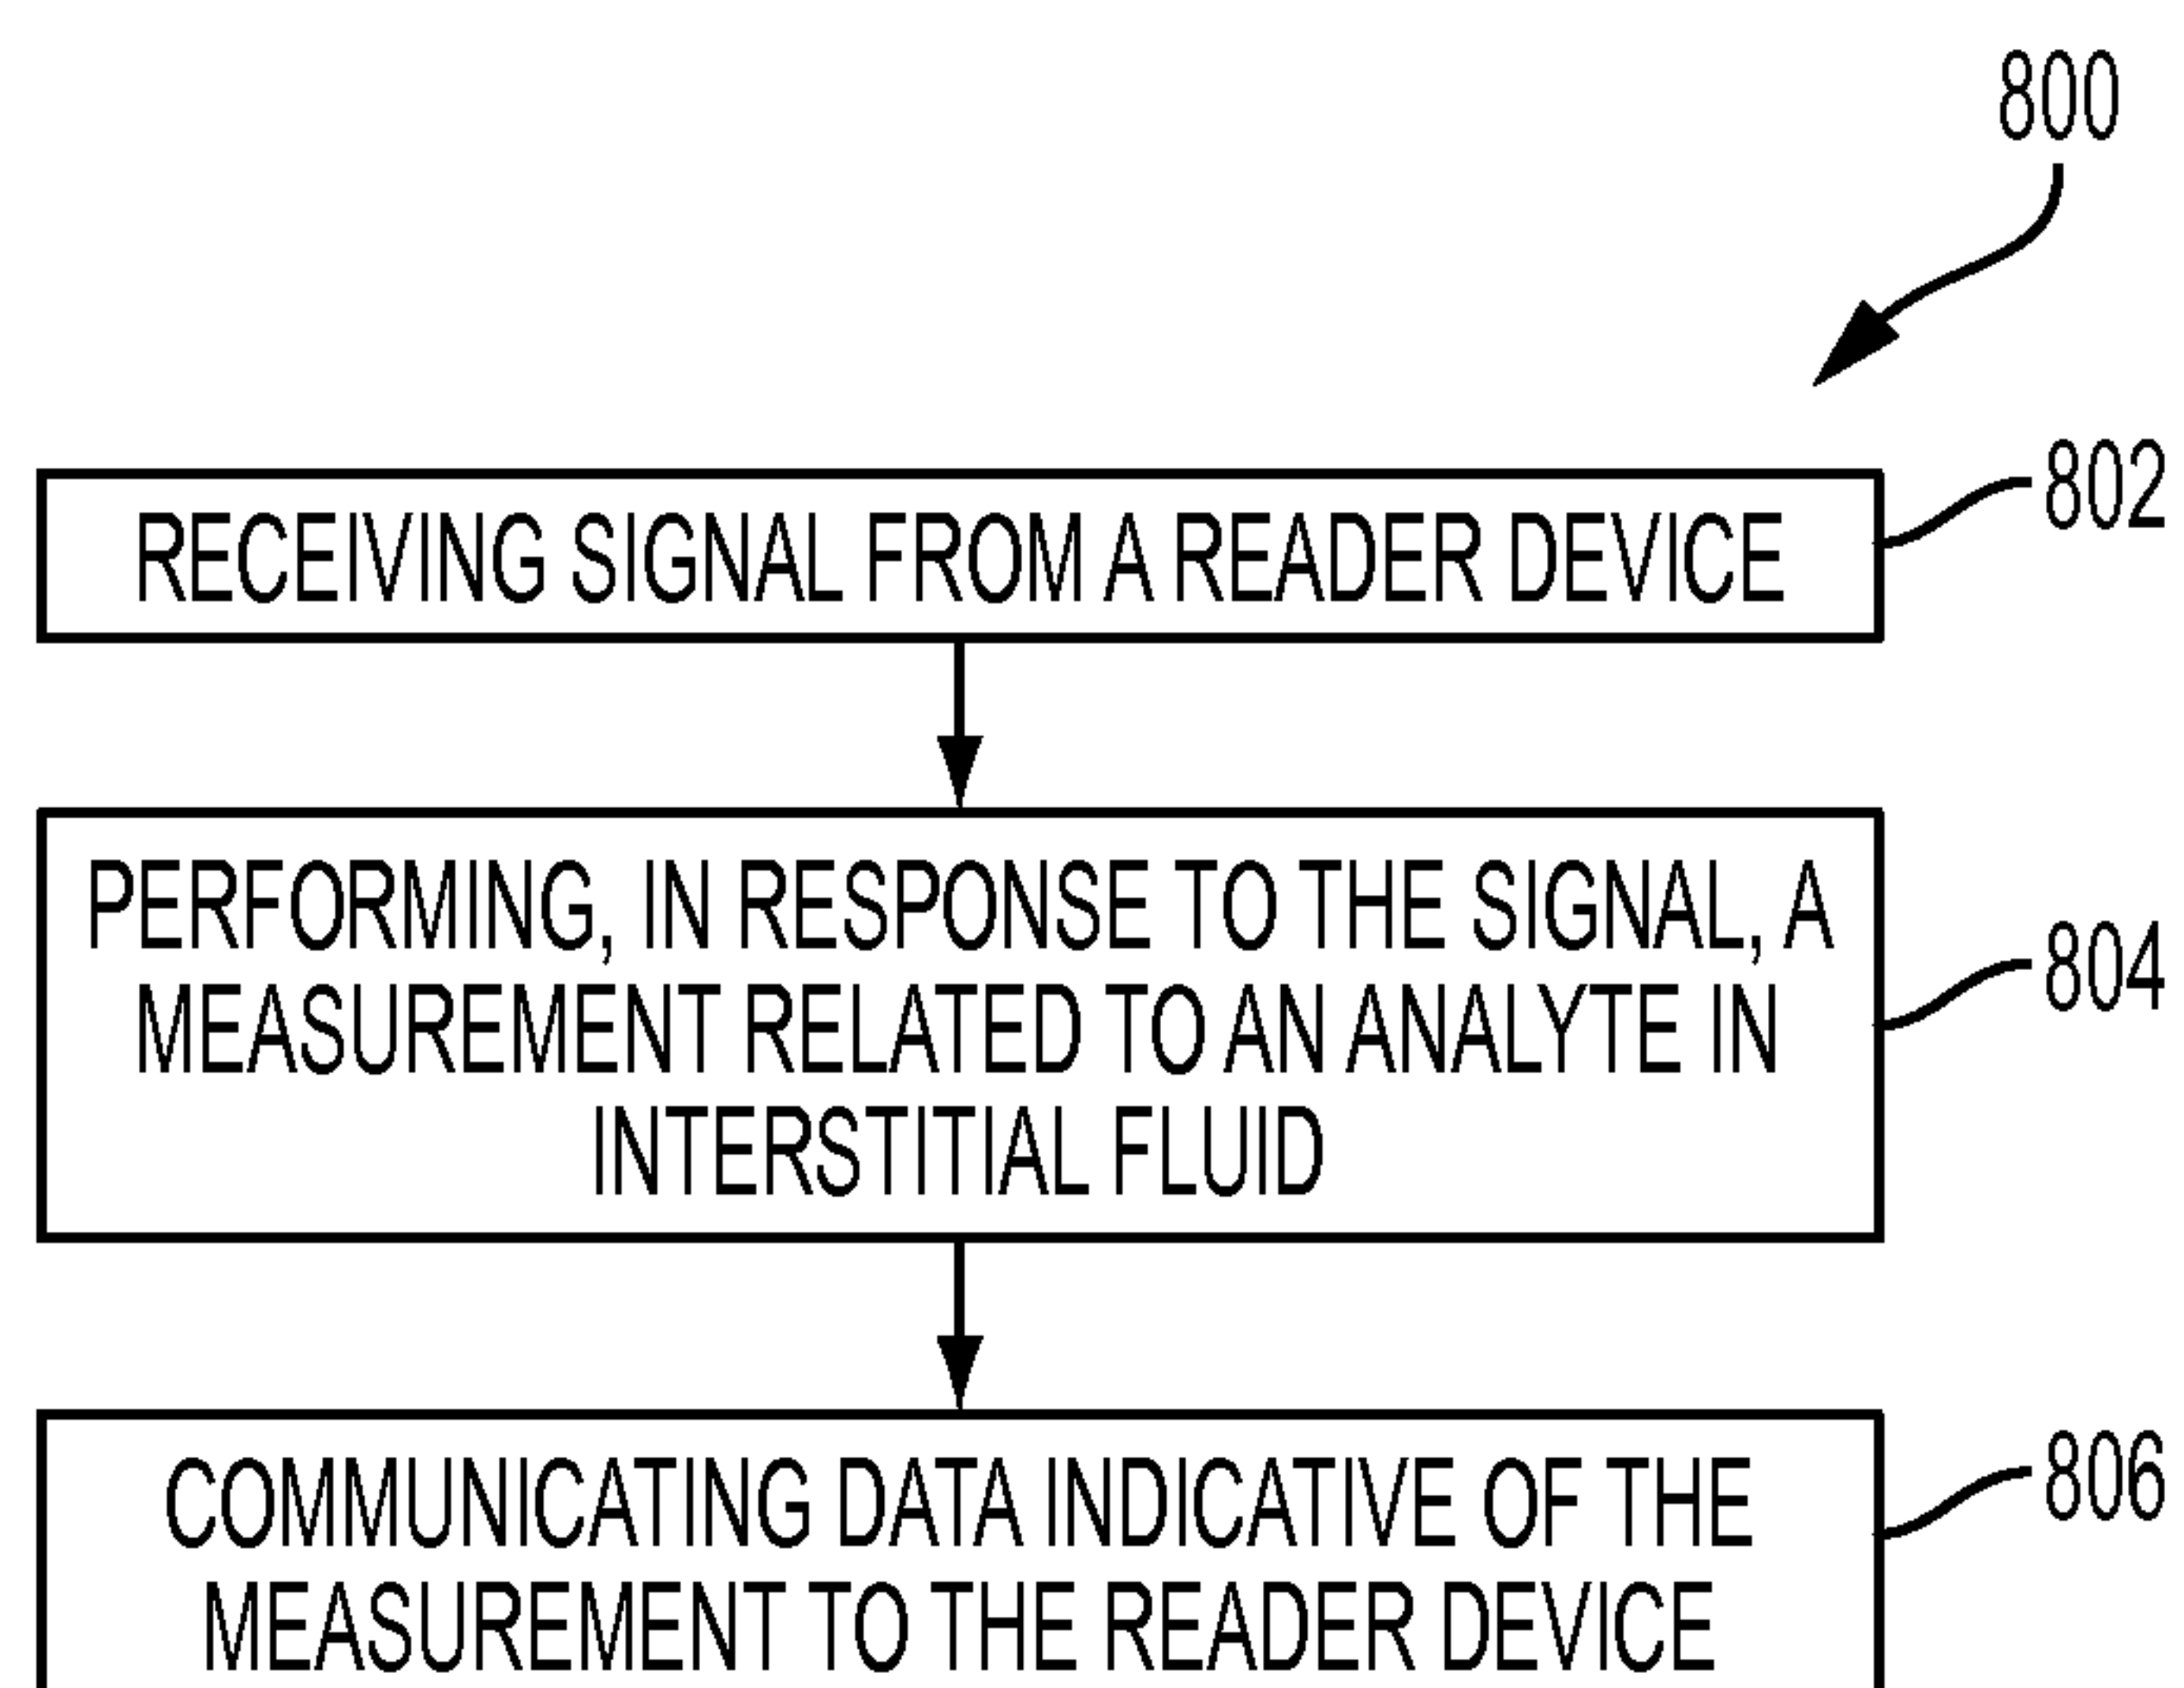 800
RECEIVING SIGNAL FROM A READER DEVICE
802
PERFORMING, IN RESPONSE TO THE SIGNAL, A
MEASUREMENT RELATED TO AN ANALYTE IN
INTERSTITIAL FLUID
804
COMMUNICATING DATA INDICATIVE OF THE
MEASUREMENT TO THE READER DEVICE
806